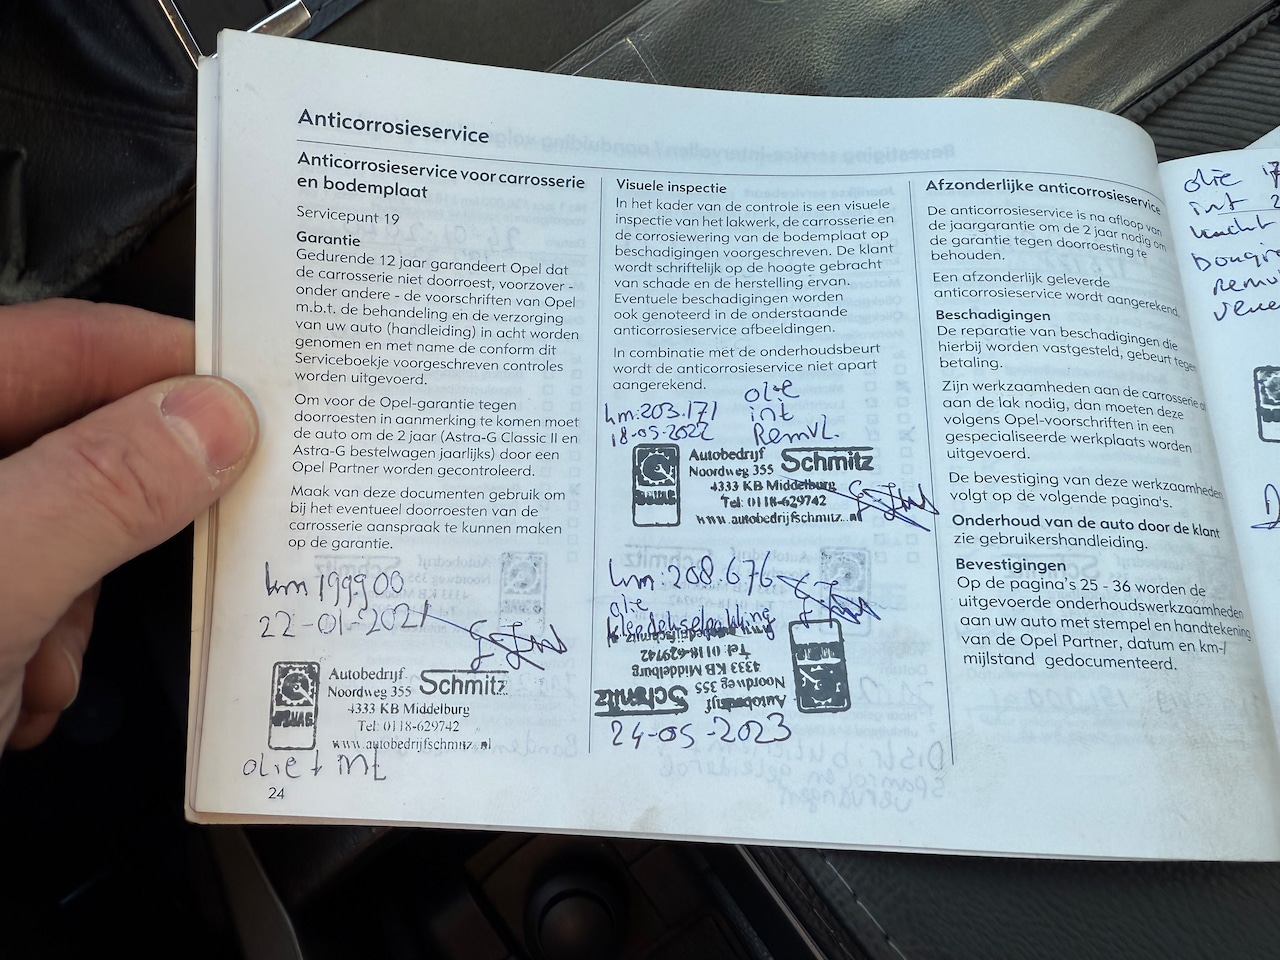 Anticorrosieservice
Anticorrosieservice voor carrosserie
en bodemplaat
Servicepunt 19
Garantie
Gedurende 12 jaar garandeert Opel dat
de carrosserie niet doorroest, voorzover -
onder andere - de voorschriften van Opel
m.b.t. de behandeling en de verzorging
van uw auto (handleiding) in acht worden
genomen en met name de conform dit
Serviceboekje voorgeschreven controles
worden uitgevoerd.
Om voor de Opel-garantie tegen
doorroesten in aanmerking te komen moet
de auto om de 2 jaar (Astra-G Classic II en
Astra-G bestelwagen jaarlijks) door een
Opel Partner worden gecontroleerd.
Maak van deze documenten gebruik om
bij het eventueel doorroesten van de
carrosserie aanspraak te kunnen maken
op de garantie.
km 199900
22-01-2021
Autobedrijf Schmitz
Noordweg 355
4333 KB Middelburg
Tel: 0118-629742
www.autobedrijfschmitz.nl
olie + int
24
Visuele inspectie
In het kader van de controle is een visuele
inspectie van het lakwerk, de carrosserie en
de corrosiewering van de bodemplaat op
beschadigingen voorgeschreven. De klant
wordt schriftelijk op de hoogte gebracht
van schade en de herstelling ervan.
Eventuele beschadigingen worden
ook genoteerd in de onderstaande
anticorrosieservice afbeeldingen.
In combinatie met de onderhoudsbeurt
wordt de anticorrosieservice niet apart
aangerekend.
km: 203.171 olie
int
18-05-2022 Remvl.
Autobedrijf Schmitz
Noordweg 355
4333 KB Middelburg
Tel: 0118-629742
www.autobedrijfschmitz.nl
km: 208.676
olie
Autobedrijf Schmitz
Noordweg 355
4333 KB Middelburg
Tel: 0118-629742
www.autobedrijfschmitz.nl
24-05-2023
Afzonderlijke anticorrosieservice
De anticorrosieservice is na afloop van
de jaargarantie om de 2 jaar nodig om
de garantie tegen doorroesting te
behouden.
Een afzonderlijk geleverde
anticorrosieservice wordt aangerekend.
Beschadigingen
De reparatie van beschadigingen die
hierbij worden vastgesteld, gebeurt tegen
betaling.
Zijn werkzaamheden aan de carrosserie of
aan de lak nodig, dan moeten deze
volgens Opel-voorschriften in een
gespecialiseerde werkplaats worden
uitgevoerd.
De bevestiging van deze werkzaamheden
volgt op de volgende pagina's.
Onderhoud van de auto door de klant
zie gebruikershandleiding.
Bevestigingen
Op de pagina's 25 - 36 worden de
uitgevoerde onderhoudswerkzaamheden
aan uw auto met stempel en handtekening
van de Opel Partner, datum en km-/
mijlstand gedocumenteerd.
olie
int